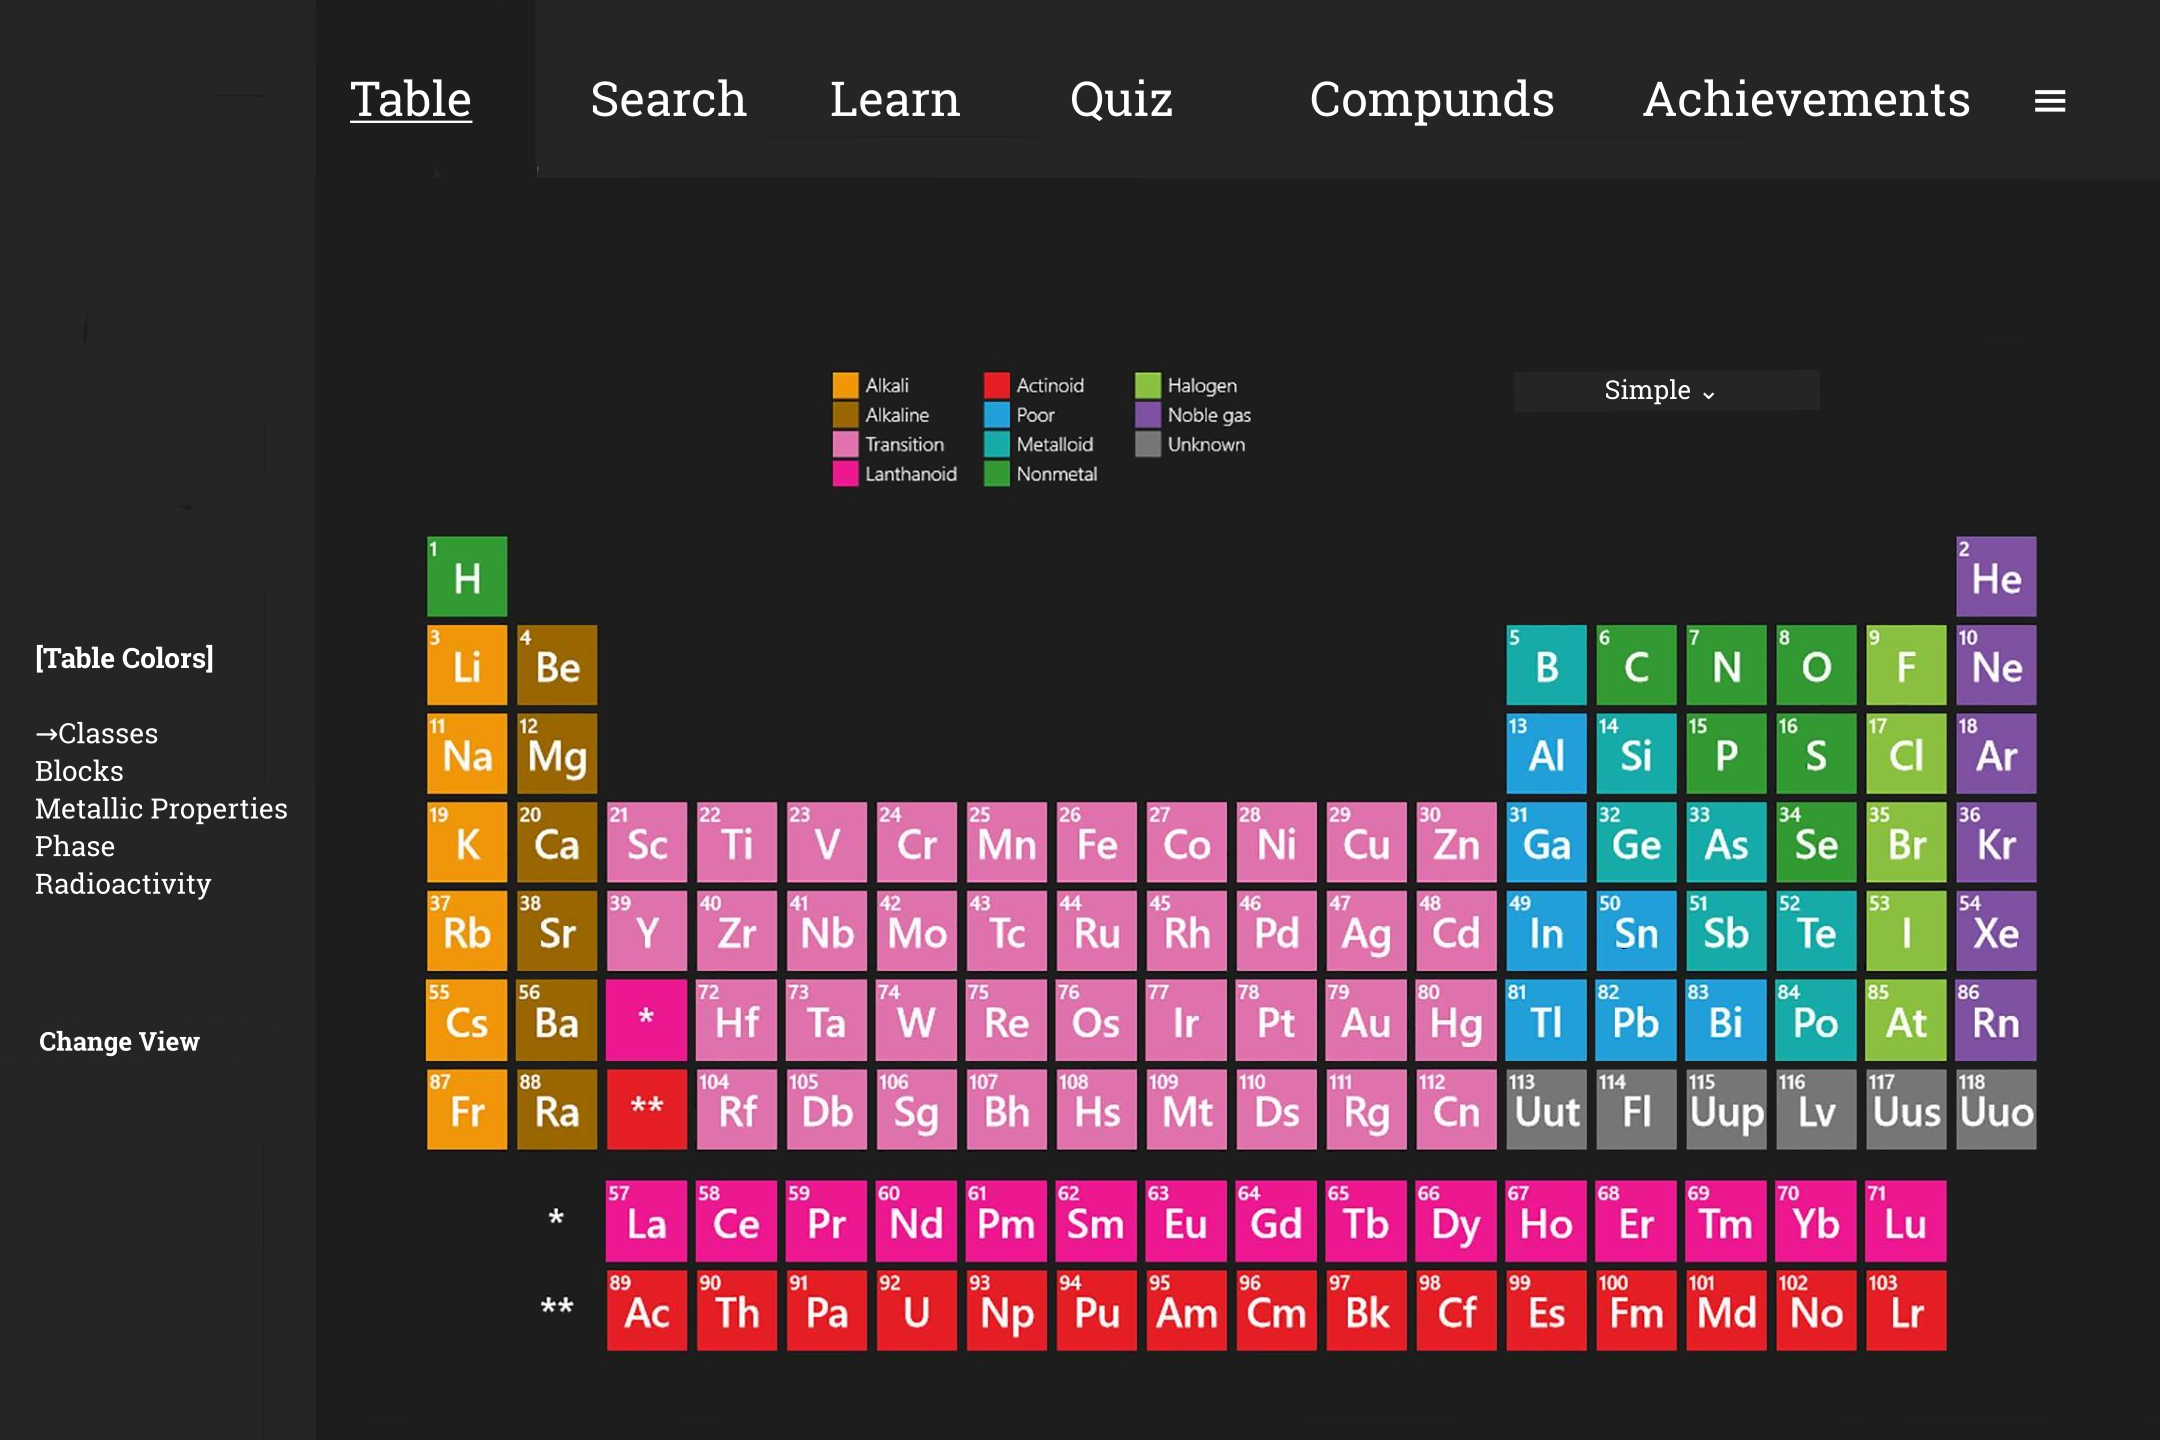 Table Search Learn Quiz Compunds Achievements ≡
Alkali Actinoid Halogen
Simple ⌄
Alkaline Poor Noble gas
Transition Metalloid Unknown
Lanthanoid Nonmetal
1 H 2 He
[Table Colors]
3 Li 4 Be 5 B 6 C 7 N 8 O 9 F 10 Ne
→Classes
11 Na 12 Mg 13 Al 14 Si 15 P 16 S 17 Cl 18 Ar
Blocks
Metallic Properties
19 K 20 Ca 21 Sc 22 Ti 23 V 24 Cr 25 Mn 26 Fe 27 Co 28 Ni 29 Cu 30 Zn 31 Ga 32 Ge 33 As 34 Se 35 Br 36 Kr
Phase
Radioactivity
37 Rb 38 Sr 39 Y 40 Zr 41 Nb 42 Mo 43 Tc 44 Ru 45 Rh 46 Pd 47 Ag 48 Cd 49 In 50 Sn 51 Sb 52 Te 53 I 54 Xe
55 Cs 56 Ba * 72 Hf 73 Ta 74 W 75 Re 76 Os 77 Ir 78 Pt 79 Au 80 Hg 81 Tl 82 Pb 83 Bi 84 Po 85 At 86 Rn
Change View
87 Fr 88 Ra ** 104 Rf 105 Db 106 Sg 107 Bh 108 Hs 109 Mt 110 Ds 111 Rg 112 Cn 113 Uut 114 Fl 115 Uup 116 Lv 117 Uus 118 Uuo
* 57 La 58 Ce 59 Pr 60 Nd 61 Pm 62 Sm 63 Eu 64 Gd 65 Tb 66 Dy 67 Ho 68 Er 69 Tm 70 Yb 71 Lu
** 89 Ac 90 Th 91 Pa 92 U 93 Np 94 Pu 95 Am 96 Cm 97 Bk 98 Cf 99 Es 100 Fm 101 Md 102 No 103 Lr